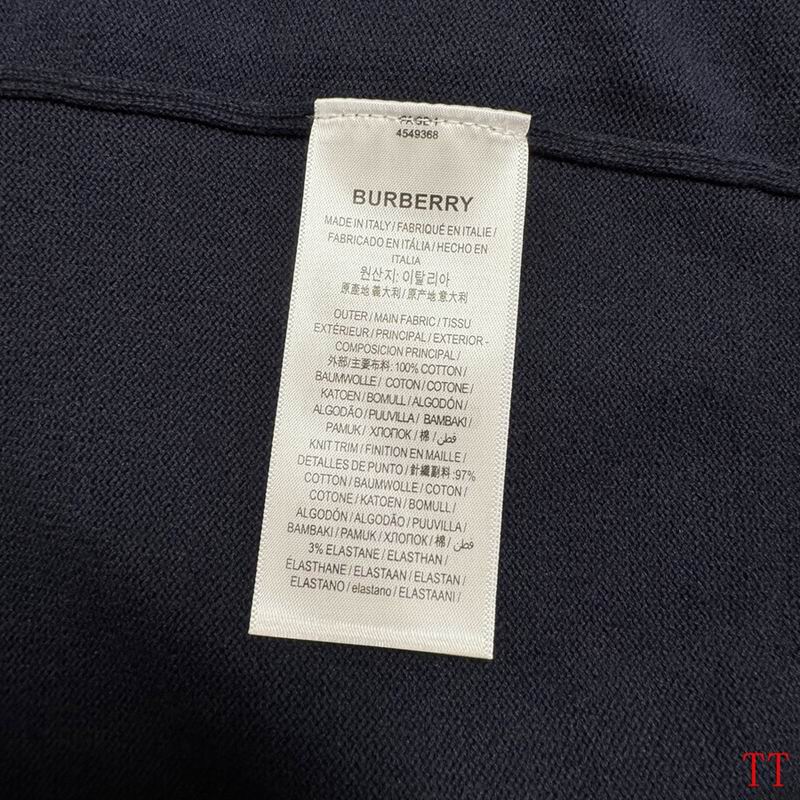 PAGE 1
4549368
BURBERRY
MADE IN ITALY / FABRIQUÉ EN ITALIE /
FABRICADO EN ITÁLIA / HECHO EN
ITALIA
원산지: 이탈리아
原產地 義大利 / 原产地 意大利
OUTER / MAIN FABRIC / TISSU
EXTÉRIEUR / PRINCIPAL / EXTERIOR -
COMPOSICION PRINCIPAL /
外部/主要布料: 100% COTTON /
BAUMWOLLE / COTON / COTONE /
KATOEN / BOMULL / ALGODÓN /
ALGODÃO / PUUVILLA / BAMBAKI /
PAMUK / ХЛОПОК / 棉 / قطن /
KNIT TRIM / FINITION EN MAILLE /
DETALLES DE PUNTO / 針織副料: 97%
COTTON / BAUMWOLLE / COTON /
COTONE / KATOEN / BOMULL /
ALGODÓN / ALGODÃO / PUUVILLA /
BAMBAKI / PAMUK / ХЛОПОК / 棉 / قطن
3% ELASTANE / ELASTHAN /
ÉLASTHANE / ELASTAAN / ELASTAN /
ELASTANO / elastano / ELASTAANI /
TT